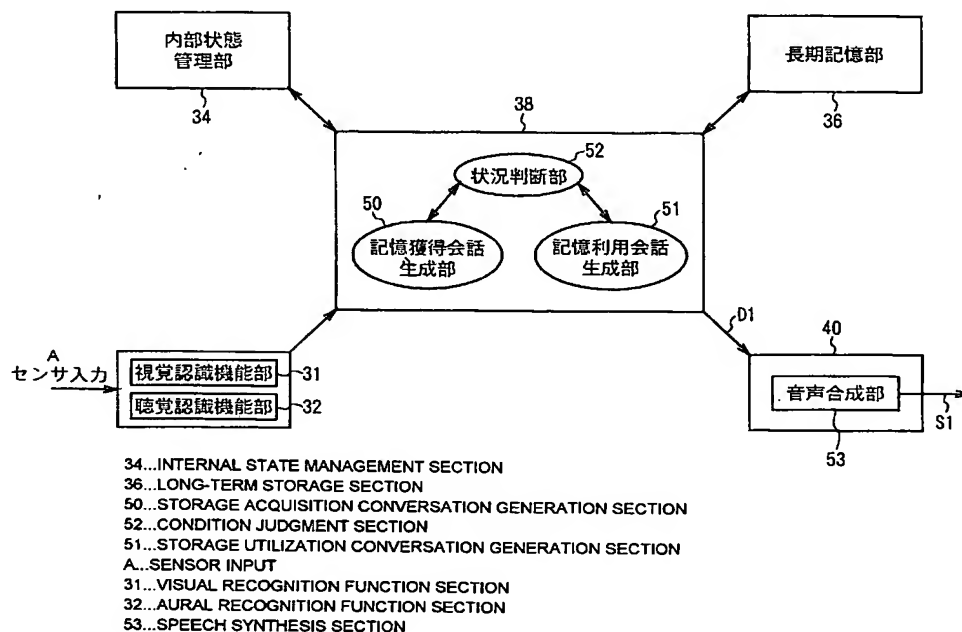 内部状態
管理部
34
長期記憶部
36
38
52
状況判断部
50
記憶獲得会話
生成部
51
記憶利用会話
生成部
D1
A
センサ入力
視覚認識機能部
31
聴覚認識機能部
32
40
音声合成部
53
S1
34...INTERNAL STATE MANAGEMENT SECTION
36...LONG-TERM STORAGE SECTION
50...STORAGE ACQUISITION CONVERSATION GENERATION SECTION
52...CONDITION JUDGMENT SECTION
51...STORAGE UTILIZATION CONVERSATION GENERATION SECTION
A...SENSOR INPUT
31...VISUAL RECOGNITION FUNCTION SECTION
32...AURAL RECOGNITION FUNCTION SECTION
53...SPEECH SYNTHESIS SECTION